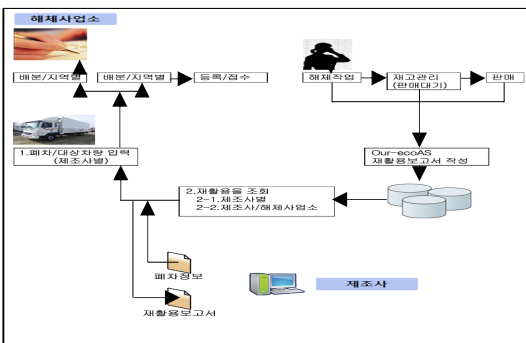 해체사업소
배분/지역별
배분/지역별
등록/접수
해체작업
재고관리
(판매대기)
판매
1.폐차/대상차량 입력
(제조사별)
Our-ecoAS
재활용보고서 작성
2.재활용율 조회
2-1.제조사별
2-2.제조사/해체사업소
폐차정보
재활용보고서
제조사